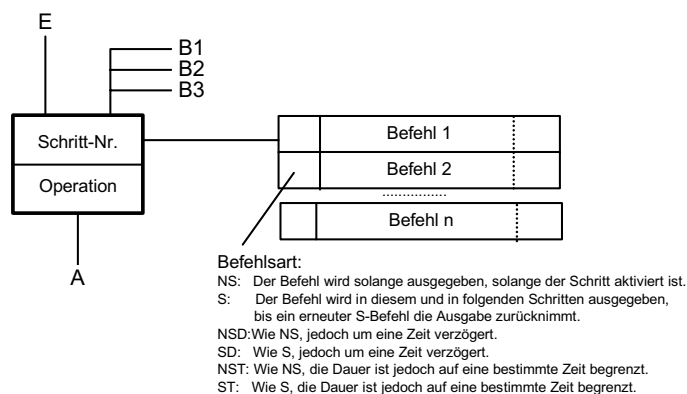 E
B1
B2
B3
Schritt-Nr.
Befehl 1
Operation
Befehl 2
Befehl n
A
Befehlsart:
NS: Der Befehl wird solange ausgegeben, solange der Schritt aktiviert ist.
S: Der Befehl wird in diesem und in folgenden Schritten ausgegeben,
bis ein erneuter S-Befehl die Ausgabe zurücknimmt.
NSD:Wie NS, jedoch um eine Zeit verzögert.
SD: Wie S, jedoch um eine Zeit verzögert.
NST: Wie NS, die Dauer ist jedoch auf eine bestimmte Zeit begrenzt.
ST: Wie S, die Dauer ist jedoch auf eine bestimmte Zeit begrenzt.